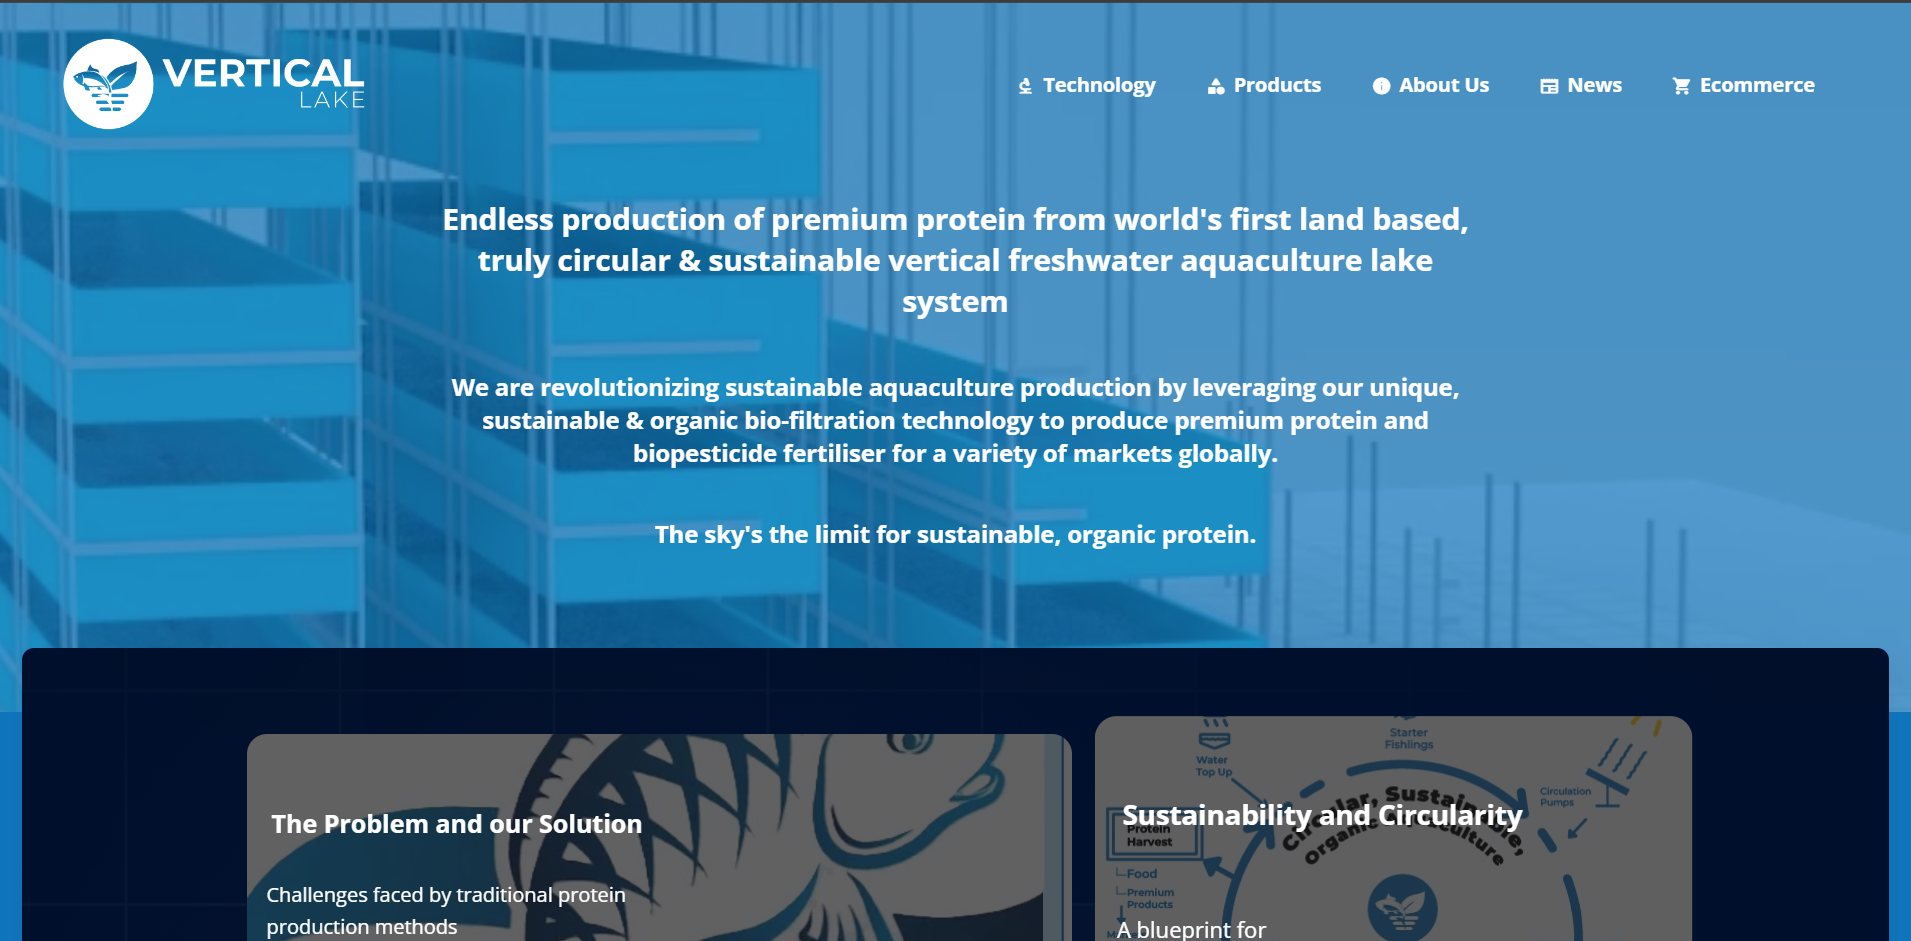 VERTICAL
LAKE
Technology
Products
About Us
News
Ecommerce
Endless production of premium protein from world's first land based,
truly circular & sustainable vertical freshwater aquaculture lake
system
We are revolutionizing sustainable aquaculture production by leveraging our unique,
sustainable & organic bio-filtration technology to produce premium protein and
biopesticide fertiliser for a variety of markets globally.
The sky's the limit for sustainable, organic protein.
The Problem and our Solution
Challenges faced by traditional protein
production methods
Starter
Fishlings
Water
Top Up
Circulation
Pumps
Circular, Sustainable,
Organic Aquaculture
Sustainability and Circularity
Protein
Harvest
Food
Premium
Products
A blueprint for